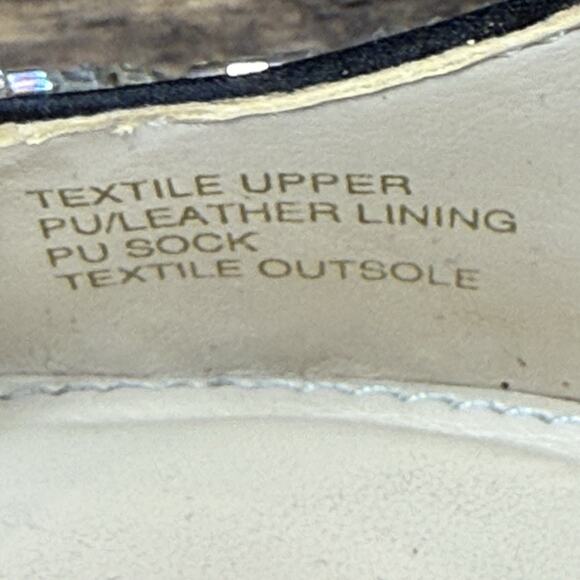 TEXTILE UPPER
PU/LEATHER LINING
PU SOCK
TEXTILE OUTSOLE